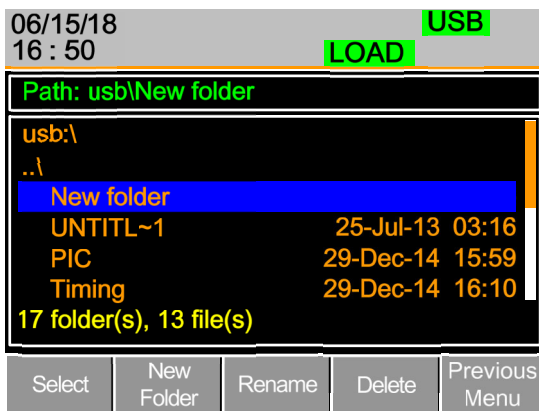 06/15/18 USB
16 : 50 LOAD
Path: usb\New folder
usb:\
..\
New folder
UNTITL~1 25-Jul-13 03:16
PIC 29-Dec-14 15:59
Timing 29-Dec-14 16:10
17 folder(s), 13 file(s)
Select New Folder Rename Delete Previous Menu